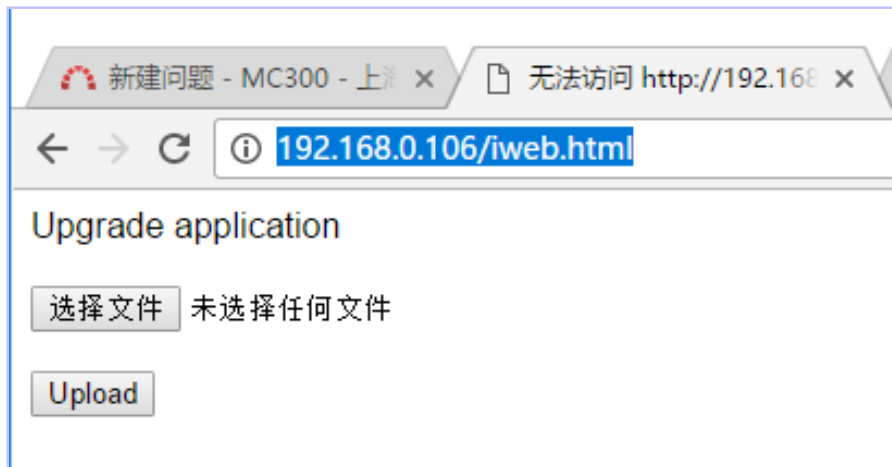 新建问题 - MC300 - 上
无法访问 http://192.168
192.168.0.106/iweb.html
Upgrade application
选择文件 未选择任何文件
Upload